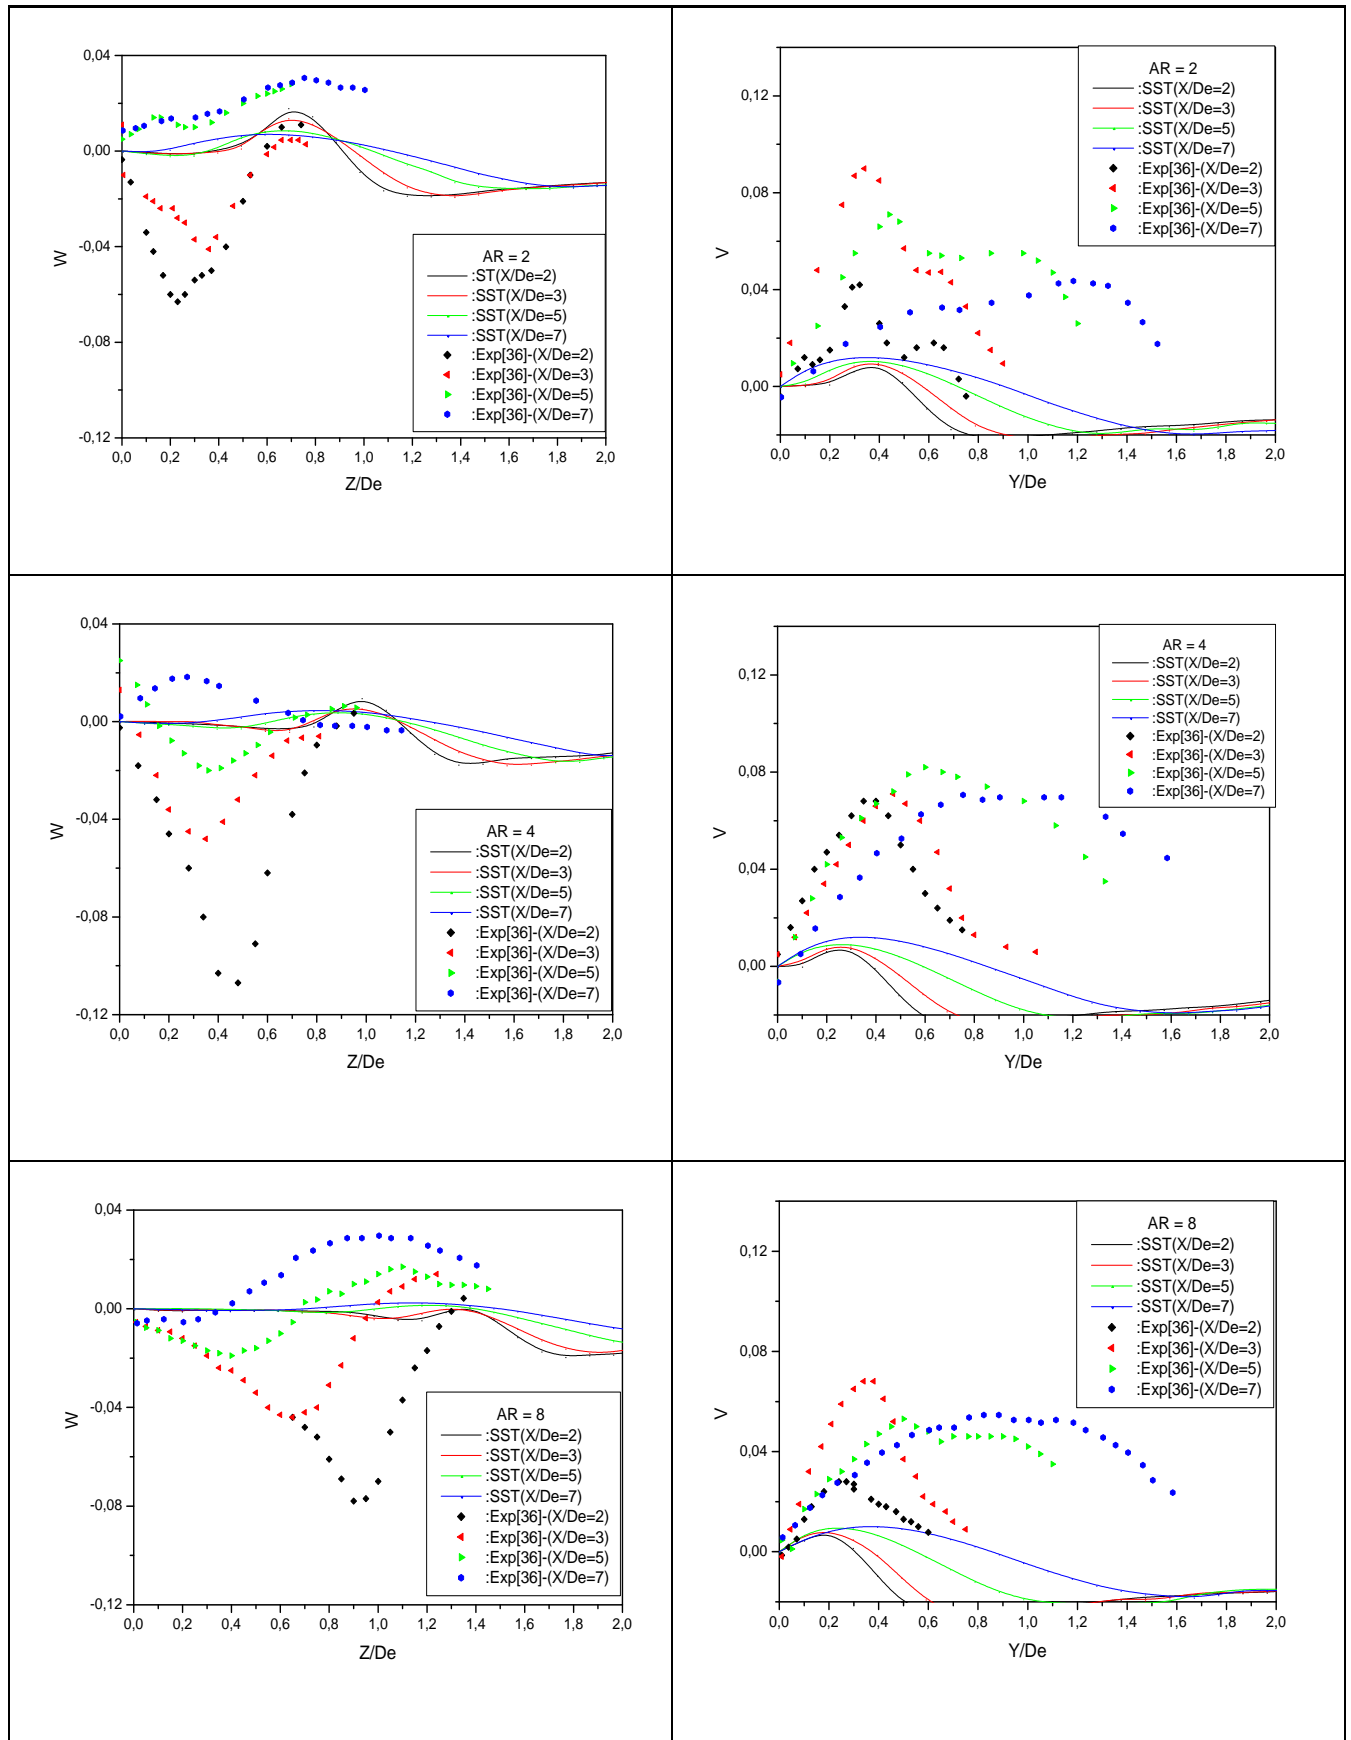 0,04
0,00
-0,04
-0,08
-0,12
W
0,0 0,2 0,4 0,6 0,8 1,0 1,2 1,4 1,6 1,8 2,0
Z/De
AR = 2
:ST(X/De=2)
:SST(X/De=3)
:SST(X/De=5)
:SST(X/De=7)
:Exp[36]-(X/De=2)
:Exp[36]-(X/De=3)
:Exp[36]-(X/De=5)
:Exp[36]-(X/De=7)
0,12
0,08
0,04
0,00
V
0,0 0,2 0,4 0,6 0,8 1,0 1,2 1,4 1,6 1,8 2,0
Y/De
AR = 2
:SST(X/De=2)
:SST(X/De=3)
:SST(X/De=5)
:SST(X/De=7)
:Exp[36]-(X/De=2)
:Exp[36]-(X/De=3)
:Exp[36]-(X/De=5)
:Exp[36]-(X/De=7)
0,04
0,00
-0,04
-0,08
-0,12
W
0,0 0,2 0,4 0,6 0,8 1,0 1,2 1,4 1,6 1,8 2,0
Z/De
AR = 4
:SST(X/De=2)
:SST(X/De=3)
:SST(X/De=5)
:SST(X/De=7)
:Exp[36]-(X/De=2)
:Exp[36]-(X/De=3)
:Exp[36]-(X/De=5)
:Exp[36]-(X/De=7)
0,12
0,08
0,04
0,00
V
0,0 0,2 0,4 0,6 0,8 1,0 1,2 1,4 1,6 1,8 2,0
Y/De
AR = 4
:SST(X/De=2)
:SST(X/De=3)
:SST(X/De=5)
:SST(X/De=7)
:Exp[36]-(X/De=2)
:Exp[36]-(X/De=3)
:Exp[36]-(X/De=5)
:Exp[36]-(X/De=7)
0,04
0,00
-0,04
-0,08
-0,12
W
0,0 0,2 0,4 0,6 0,8 1,0 1,2 1,4 1,6 1,8 2,0
Z/De
AR = 8
:SST(X/De=2)
:SST(X/De=3)
:SST(X/De=5)
:SST(X/De=7)
:Exp[36]-(X/De=2)
:Exp[36]-(X/De=3)
:Exp[36]-(X/De=5)
:Exp[36]-(X/De=7)
0,12
0,08
0,04
0,00
V
0,0 0,2 0,4 0,6 0,8 1,0 1,2 1,4 1,6 1,8 2,0
Y/De
AR = 8
:SST(X/De=2)
:SST(X/De=3)
:SST(X/De=5)
:SST(X/De=7)
:Exp[36]-(X/De=2)
:Exp[36]-(X/De=3)
:Exp[36]-(X/De=5)
:Exp[36]-(X/De=7)